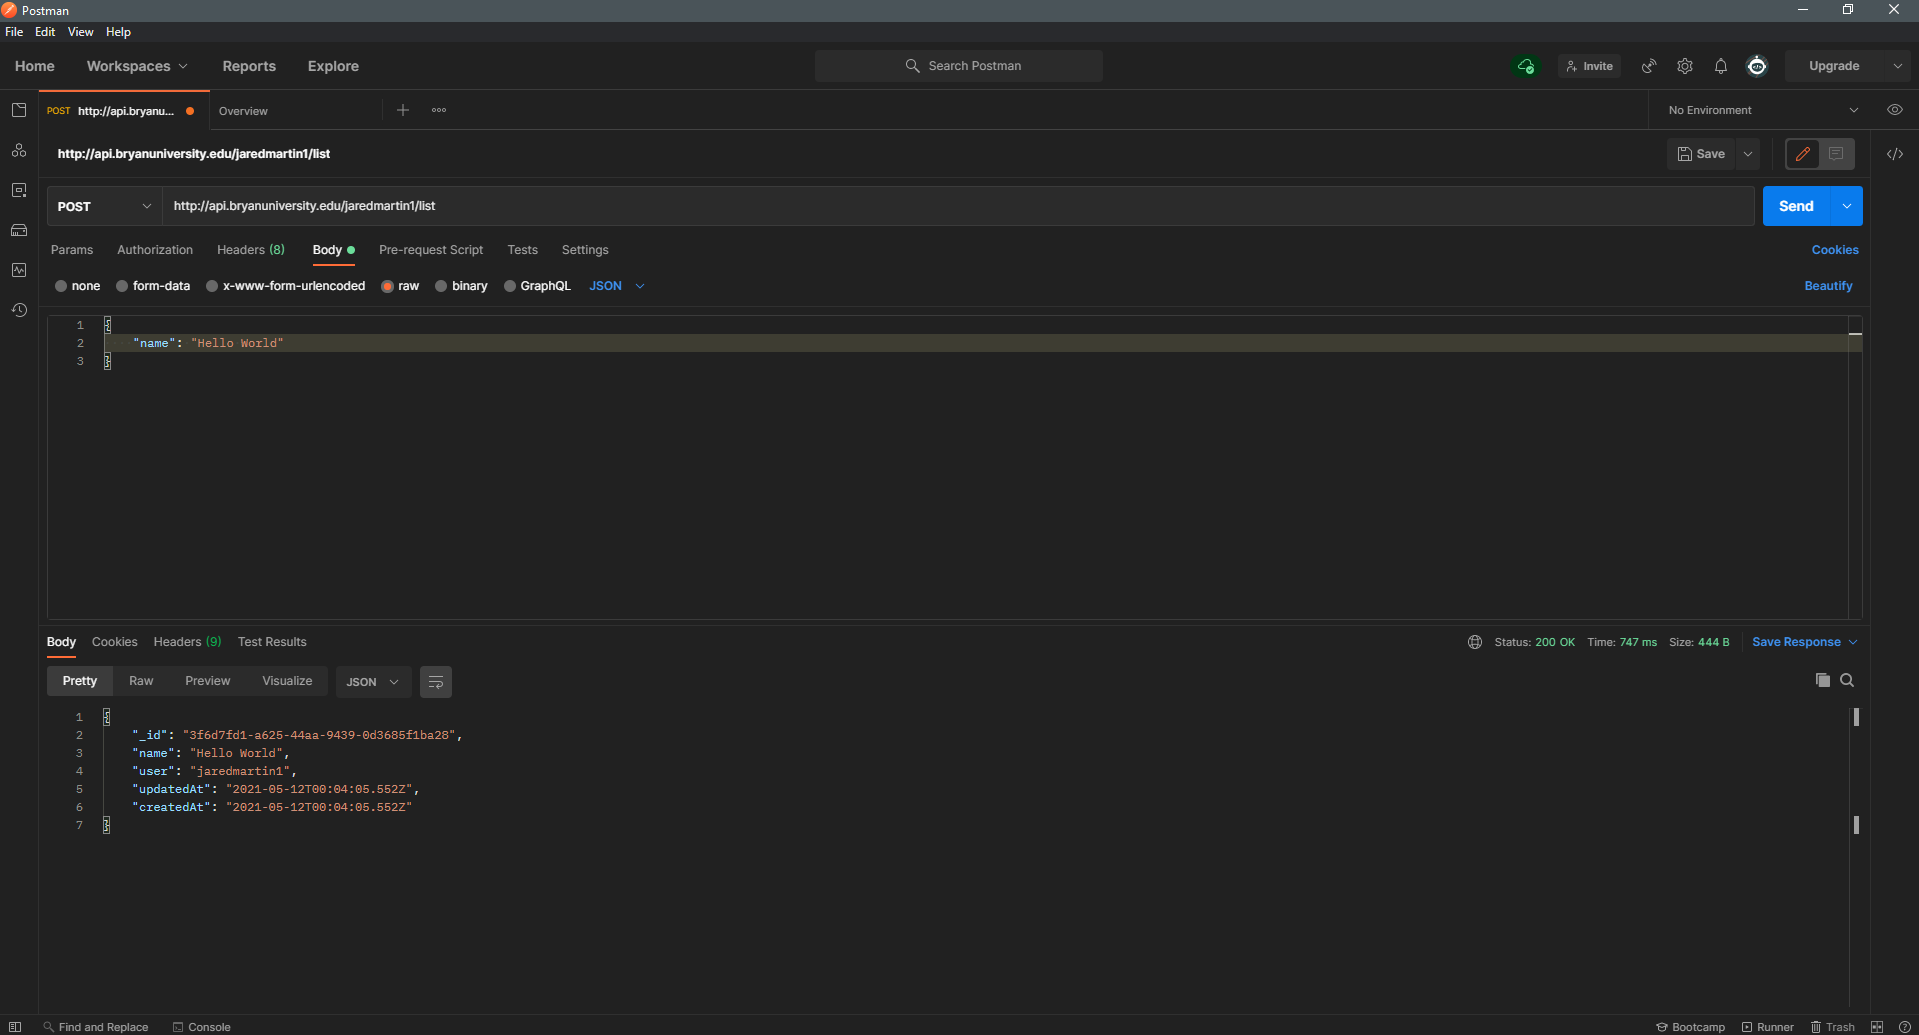 Postman
File Edit View Help
Home Workspaces Reports Explore Search Postman Invite Upgrade
POST http://api.bryanu... Overview No Environment
http://api.bryanuniversity.edu/jaredmartin1/list Save
POST http://api.bryanuniversity.edu/jaredmartin1/list Send
Params Authorization Headers (8) Body Pre-request Script Tests Settings Cookies
none form-data x-www-form-urlencoded raw binary GraphQL JSON Beautify
1 {
2 "name": "Hello World"
3 }
Body Cookies Headers (9) Test Results Status: 200 OK Time: 747 ms Size: 444 B Save Response
Pretty Raw Preview Visualize JSON
1 {
2 "_id": "3f6d7fd1-a625-44aa-9439-0d3685f1ba28",
3 "name": "Hello World",
4 "user": "jaredmartin1",
5 "updatedAt": "2021-05-12T00:04:05.552Z",
6 "createdAt": "2021-05-12T00:04:05.552Z"
7 }
Find and Replace Console Bootcamp Runner Trash